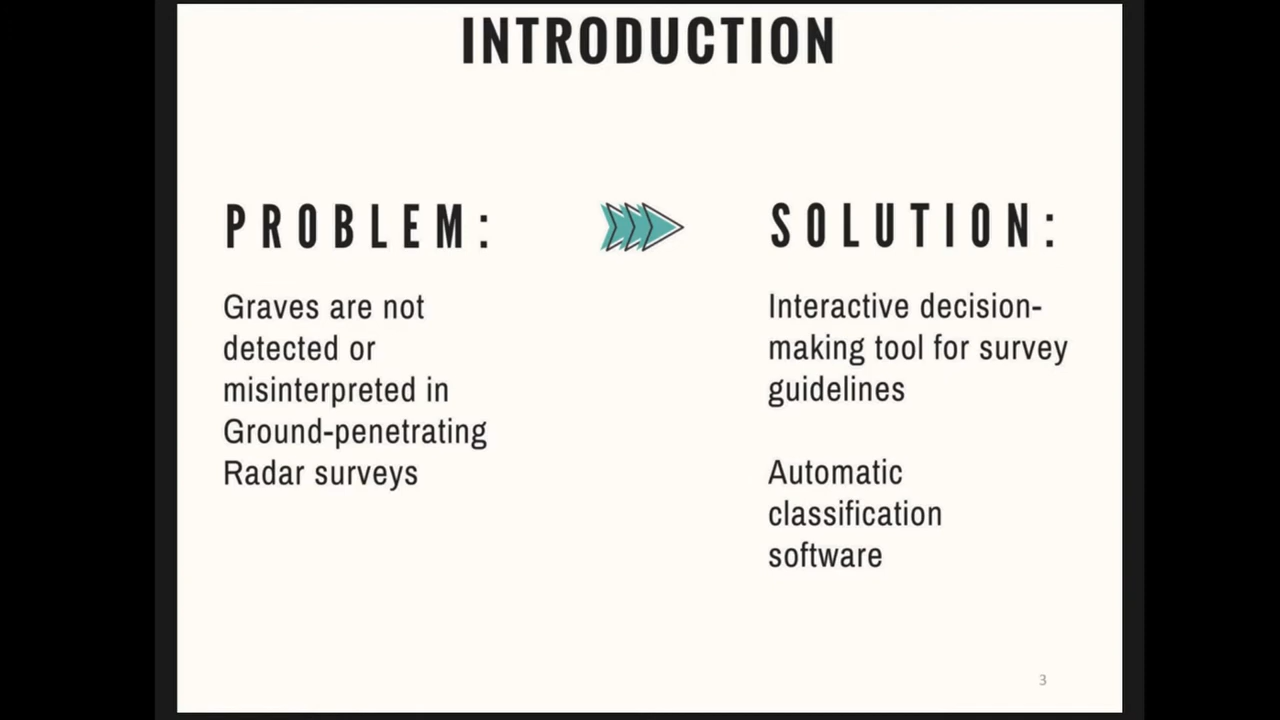 INTRODUCTION
PROBLEM:
Graves are not
detected or
misinterpreted in
Ground-penetrating
Radar surveys
SOLUTION:
Interactive decision-
making tool for survey
guidelines
Automatic
classification
software
3